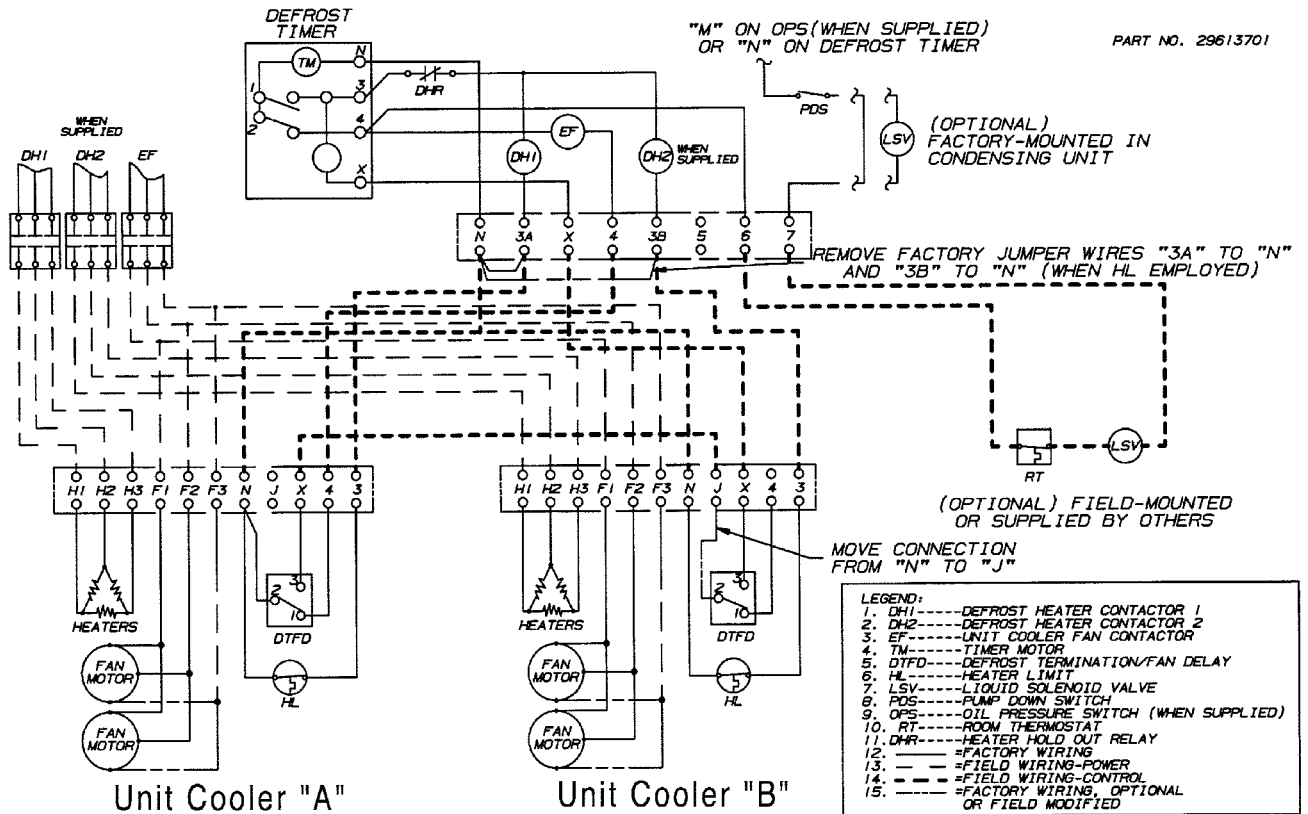 DEFROST
TIMER
"M" ON OPS(WHEN SUPPLIED)
OR "N" ON DEFROST TIMER
PART NO. 29613701
N
TM
3
DHR
1
2
4
EF
X
DH1
DH2
WHEN
SUPPLIED
PDS
LSV
(OPTIONAL)
FACTORY-MOUNTED IN
CONDENSING UNIT
WHEN
SUPPLIED
DH1 DH2 EF
N 3A X 4 3B 5 6 7
REMOVE FACTORY JUMPER WIRES "3A" TO "N"
AND "3B" TO "N" (WHEN HL EMPLOYED)
RT
LSV
(OPTIONAL) FIELD-MOUNTED
OR SUPPLIED BY OTHERS
H1 H2 H3 F1 F2 F3 N J X 4 3
H1 H2 H3 F1 F2 F3 N J X 4 3
MOVE CONNECTION
FROM "N" TO "J"
3
2
1
HEATERS
DTFD
HL
FAN
MOTOR
FAN
MOTOR
Unit Cooler "A"
3
2
1
HEATERS
DTFD
HL
FAN
MOTOR
FAN
MOTOR
Unit Cooler "B"
LEGEND:
1. DH1-----DEFROST HEATER CONTACTOR 1
2. DH2-----DEFROST HEATER CONTACTOR 2
3. EF------UNIT COOLER FAN CONTACTOR
4. TM------TIMER MOTOR
5. DTFD----DEFROST TERMINATION/FAN DELAY
6. HL------HEATER LIMIT
7. LSV-----LIQUID SOLENOID VALVE
8. PDS-----PUMP DOWN SWITCH
9. OPS-----OIL PRESSURE SWITCH (WHEN SUPPLIED)
10. RT-----ROOM THERMOSTAT
11. DHR-----HEATER HOLD OUT RELAY
12. =FACTORY WIRING
13. =FIELD WIRING-POWER
14. =FIELD WIRING-CONTROL
15. =FACTORY WIRING, OPTIONAL
OR FIELD MODIFIED